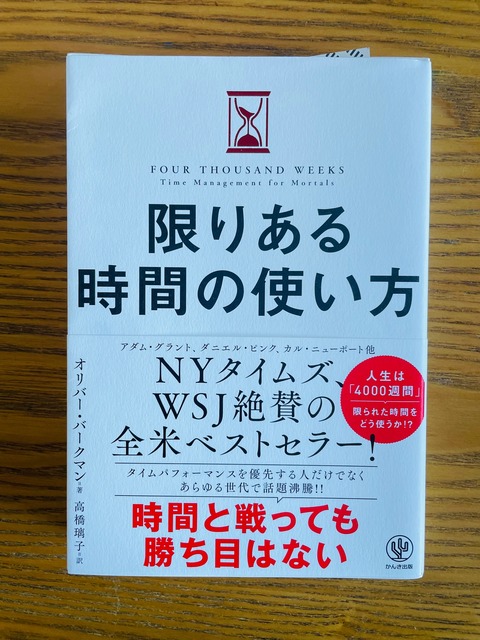 FOUR THOUSAND WEEKS
Time Management for Mortals
限りある
時間の使い方
アダム・グラント、ダニエル・ピンク、カル・ニューポート他
NYタイムズ、
WSJ絶賛の
全米ベストセラー!
人生は
「4000週間」
限られた時間を
どう使うか!?
タイムパフォーマンスを優先する人だけでなく
あらゆる世代で話題沸騰!!
時間と戦っても
勝ち目はない
オリバー・バークマン・著 高橋璃子・訳
かんき出版